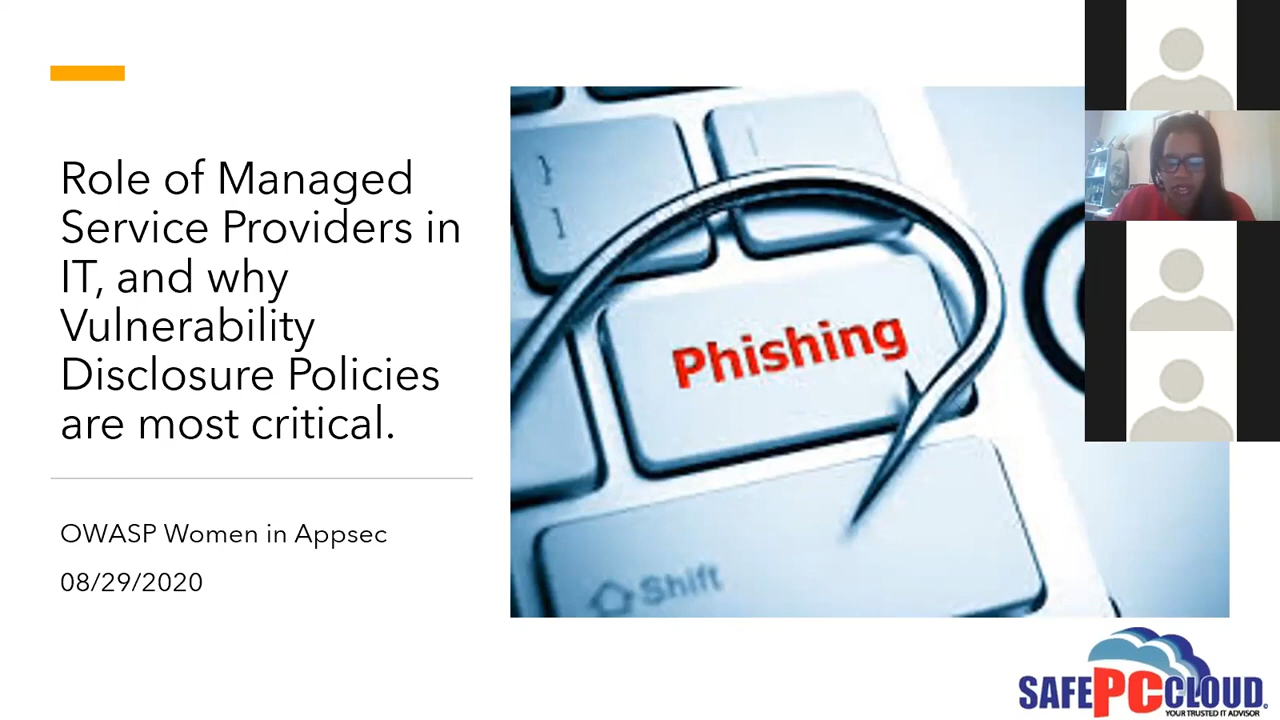 Role of Managed
Service Providers in
IT, and why
Vulnerability
Disclosure Policies
are most critical.
OWASP Women in Appsec
08/29/2020
}
]
Phishing
Shift
SAFEPCCLOUD
YOUR TRUSTED IT ADVISOR